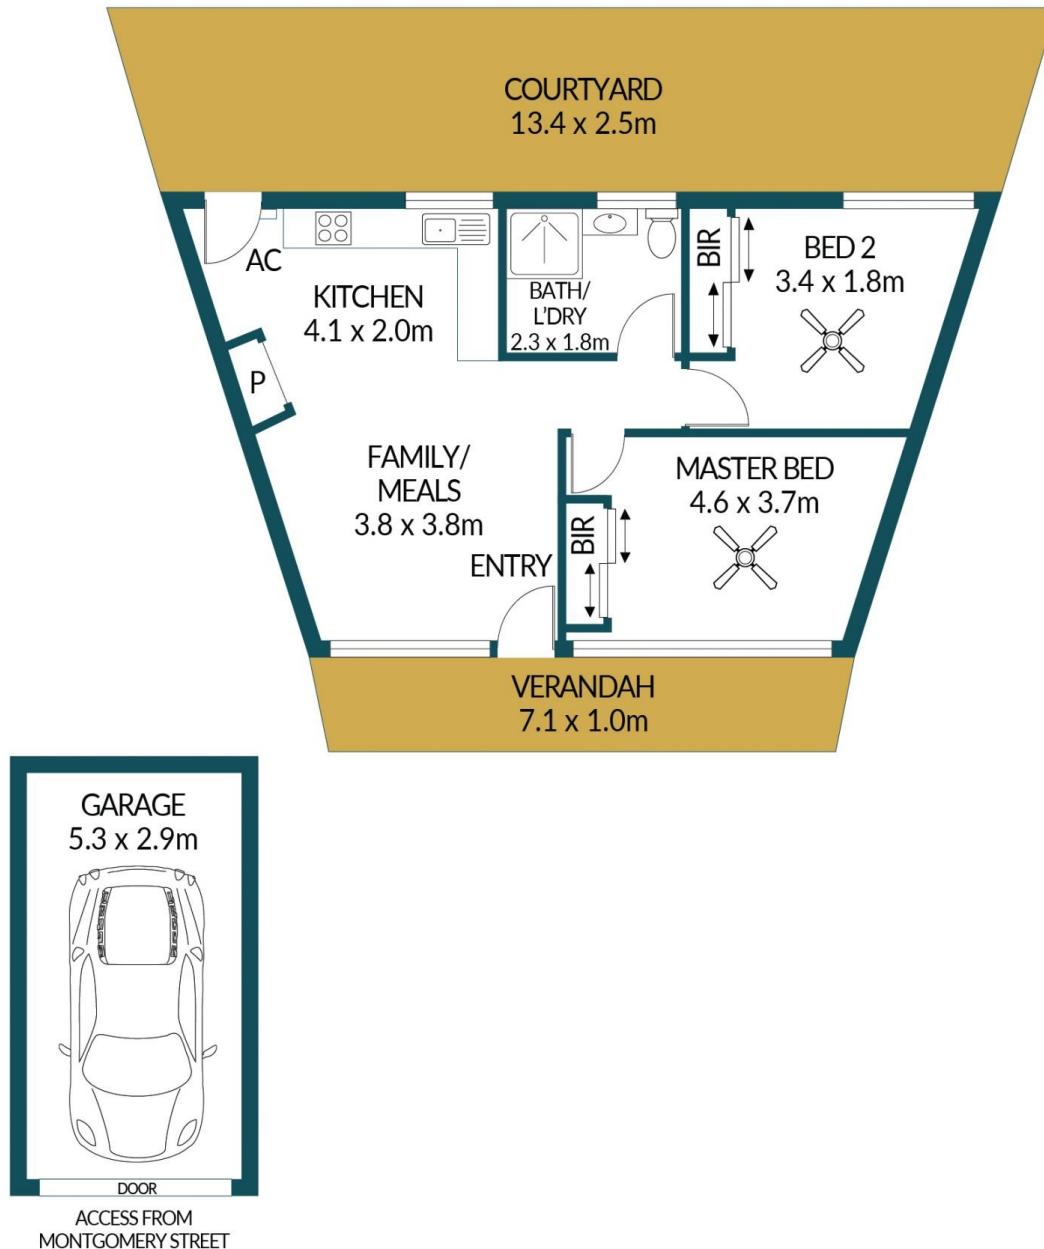 COURTYARD
13.4 x 2.5m
AC
KITCHEN
4.1 x 2.0m
P
BATH/
L'DRY
2.3 x 1.8m
BIR
BED 2
3.4 x 1.8m
FAMILY/
MEALS
3.8 x 3.8m
ENTRY
BIR
MASTER BED
4.6 x 3.7m
VERANDAH
7.1 x 1.0m
GARAGE
5.3 x 2.9m
DOOR
ACCESS FROM
MONTGOMERY STREET